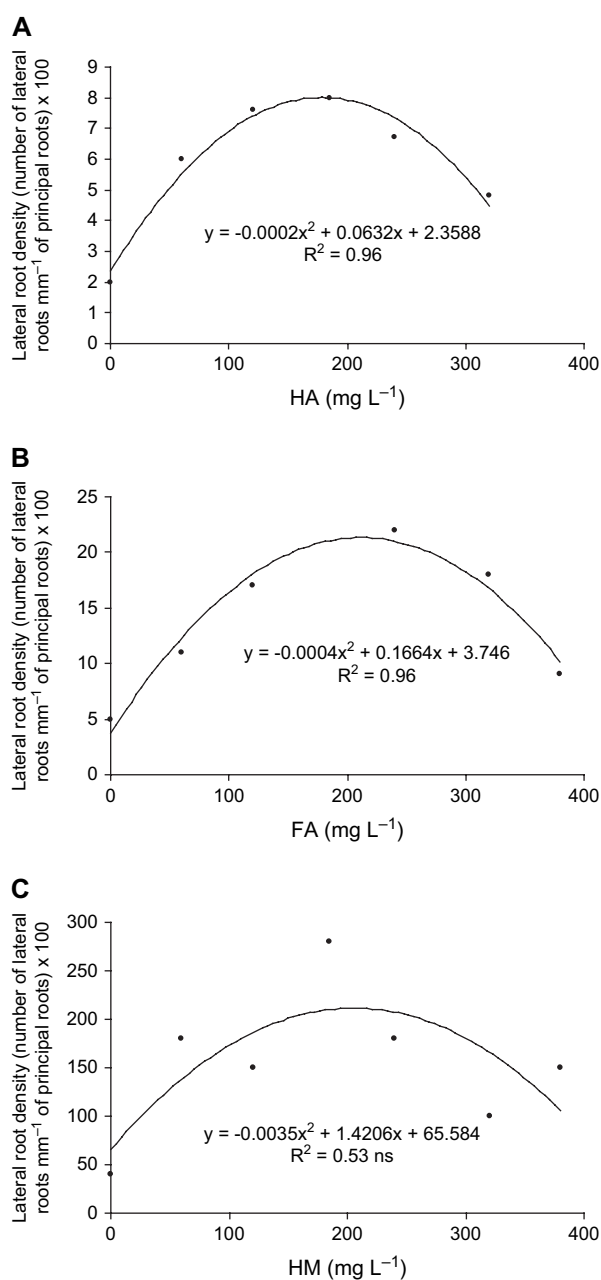 A
Lateral root density (number of lateral
roots mm⁻¹ of principal roots) x 100
9
8
7
6
5
4
3
2
1
0
y = -0.0002x² + 0.0632x + 2.3588
R² = 0.96
0 100 200 300 400
HA (mg L⁻¹)
B
Lateral root density (number of lateral
roots mm⁻¹ of principal roots) x 100
25
20
15
10
5
0
y = -0.0004x² + 0.1664x + 3.746
R² = 0.96
0 100 200 300 400
FA (mg L⁻¹)
C
Lateral root density (number of lateral
roots mm⁻¹ of principal roots) x 100
300
250
200
150
100
50
0
y = -0.0035x² + 1.4206x + 65.584
R² = 0.53 ns
0 100 200 300 400
HM (mg L⁻¹)